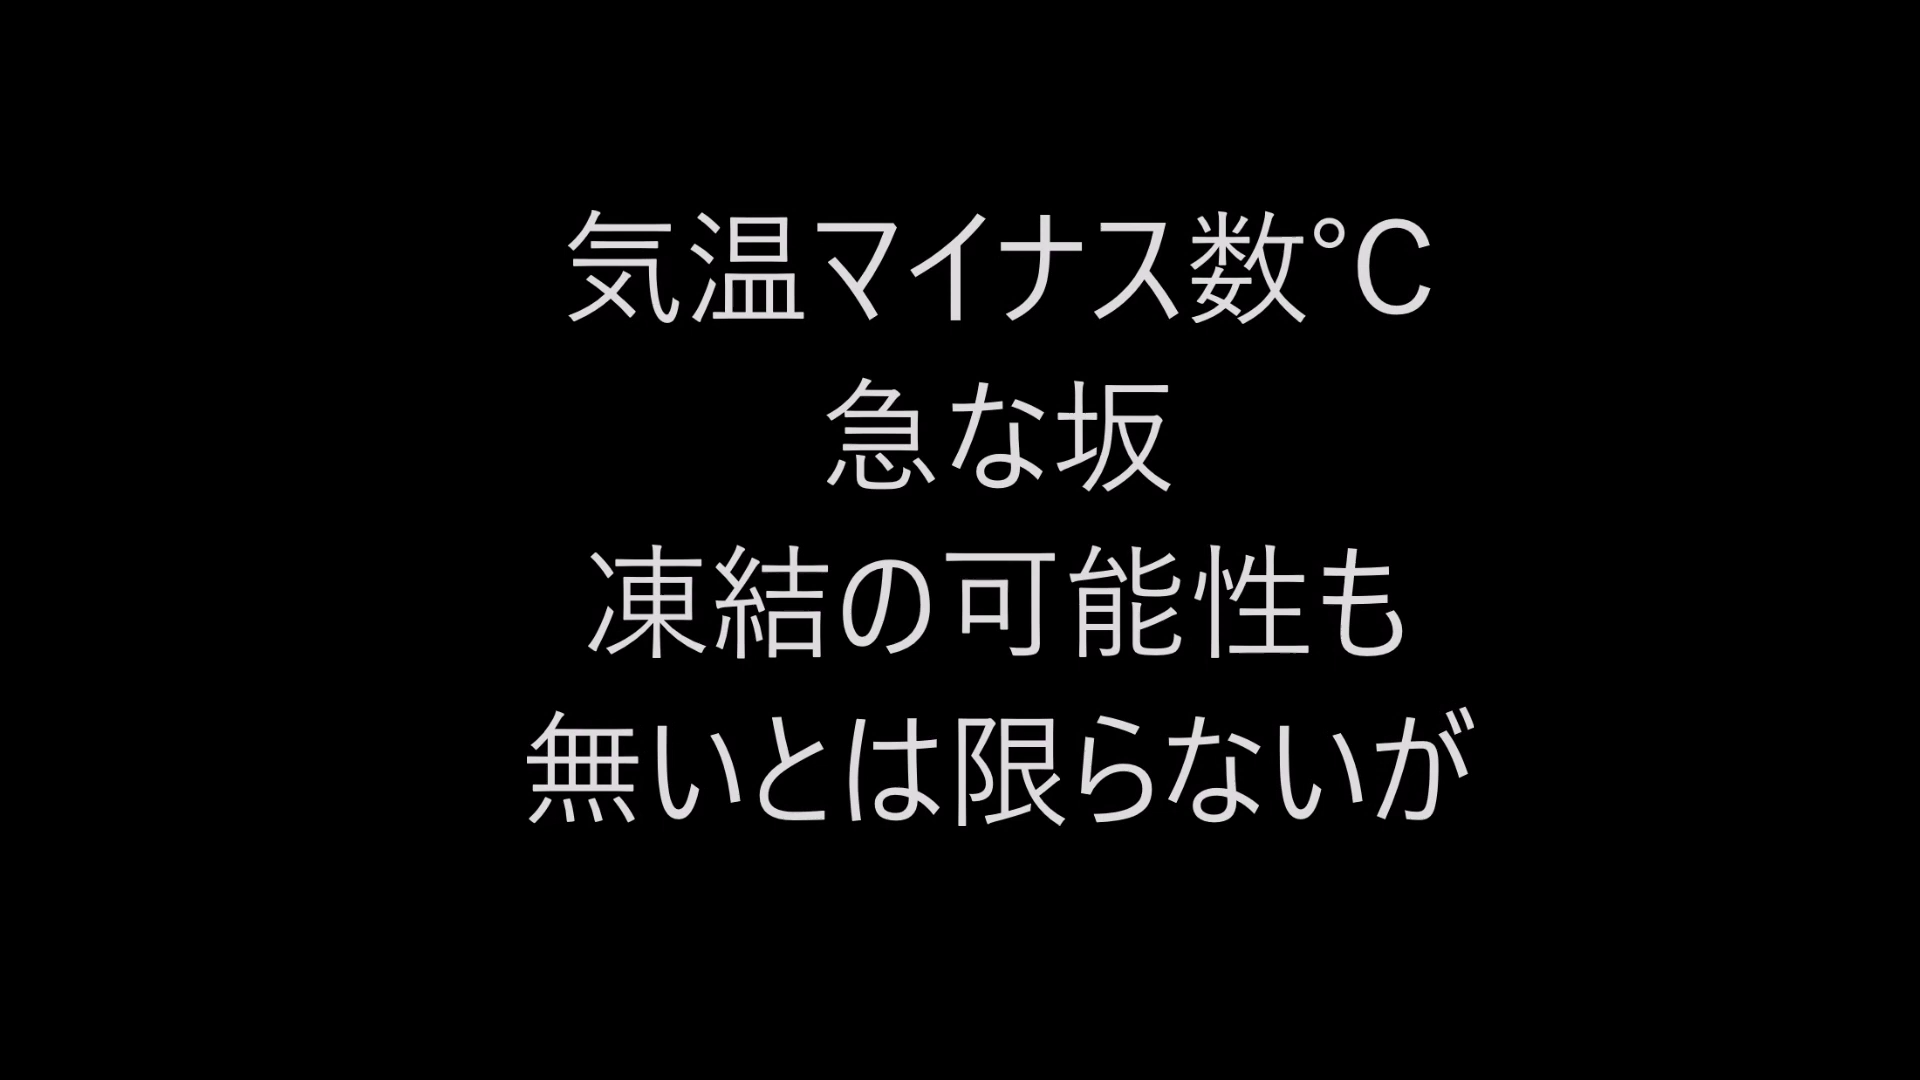 気温マイナス数℃
急な坂
凍結の可能性も
無いとは限らないが